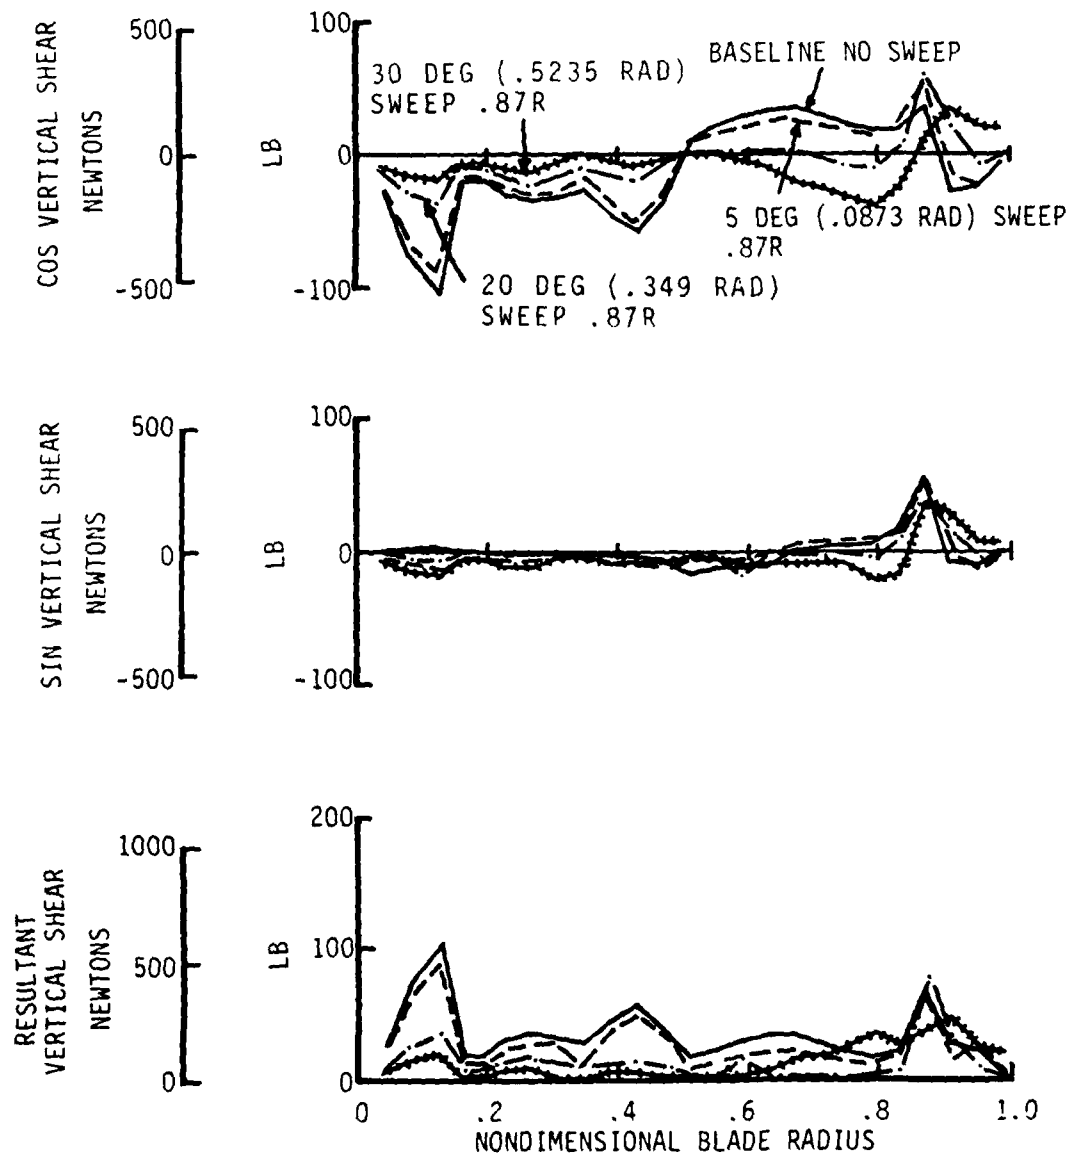 COS VERTICAL SHEAR
NEWTONS
500
0
-500
LB
100
0
-100
30 DEG (.5235 RAD)
SWEEP .87R
BASELINE NO SWEEP
5 DEG (.0873 RAD) SWEEP
.87R
20 DEG (.349 RAD)
SWEEP .87R
SIN VERTICAL SHEAR
NEWTONS
500
0
-500
LB
100
0
-100
RESULTANT
VERTICAL SHEAR
NEWTONS
1000
500
0
LB
200
100
0
0 .2 .4 .6 .8 1.0
NONDIMENSIONAL BLADE RADIUS